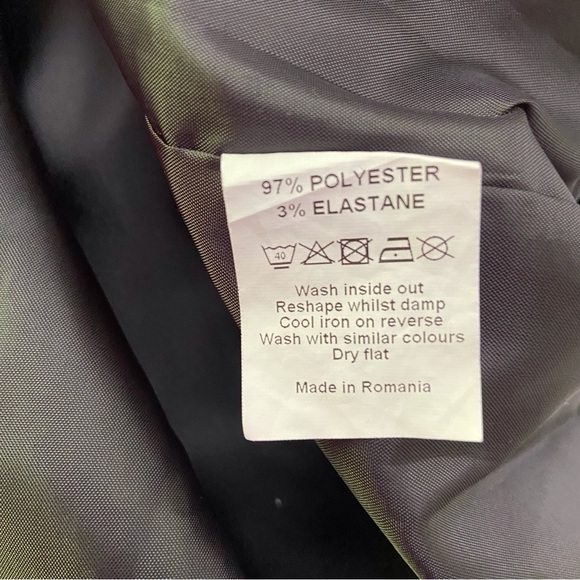 97% POLYESTER
3% ELASTANE
40
Wash inside out
Reshape whilst damp
Cool iron on reverse
Wash with similar colours
Dry flat
Made in Romania